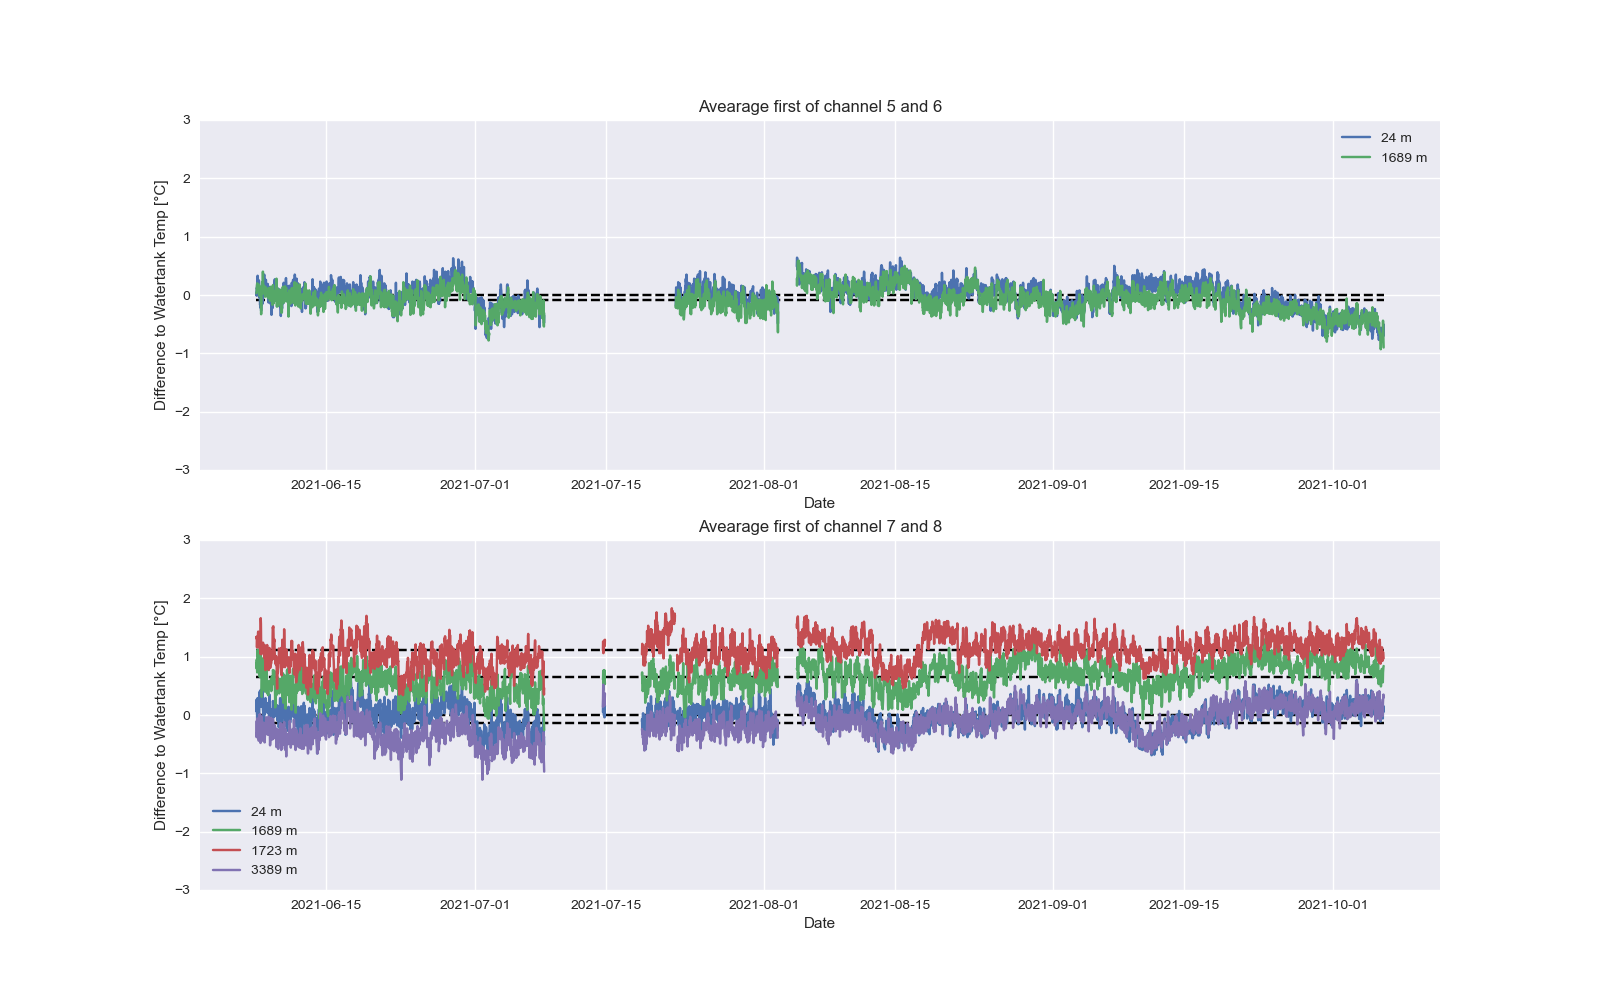 Avearage first of channel 5 and 6
Difference to Watertank Temp [°C]
3
2
1
0
−1
−2
−3
24 m
1689 m
2021-06-15 2021-07-01 2021-07-15 2021-08-01 2021-08-15 2021-09-01 2021-09-15 2021-10-01
Date
Avearage first of channel 7 and 8
Difference to Watertank Temp [°C]
3
2
1
0
−1
−2
−3
24 m
1689 m
1723 m
3389 m
2021-06-15 2021-07-01 2021-07-15 2021-08-01 2021-08-15 2021-09-01 2021-09-15 2021-10-01
Date